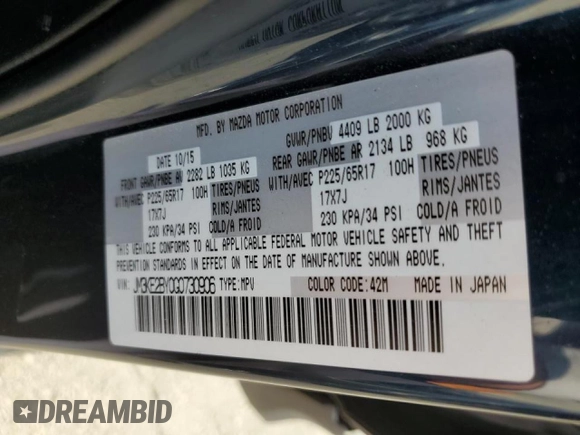 MFD. BY MAZDA MOTOR CORPORATION
DATE 10/15
GVWR/PNBV 4409 LB 2000 KG
FRONT GAWR/PNBE AV 2282 LB 1035 KG
REAR GAWR/PNBE AR 2134 LB 968 KG
WITH/AVEC P225/65R17 100H TIRES/PNEUS
WITH/AVEC P225/65R17 100H TIRES/PNEUS
17X7J RIMS/JANTES
17X7J RIMS/JANTES
230 KPA/34 PSI COLD/A FROID
230 KPA/34 PSI COLD/A FROID
THIS VEHICLE CONFORMS TO ALL APPLICABLE FEDERAL MOTOR VEHICLE SAFETY AND THEFT
PREVENTION STANDARDS IN EFFECT ON THE DATE OF MANUFACTURE SHOWN ABOVE.
VIN: JM3KE2BY0G0730906 TYPE:MPV COLOR CODE:42M MADE IN JAPAN
DREAMBID